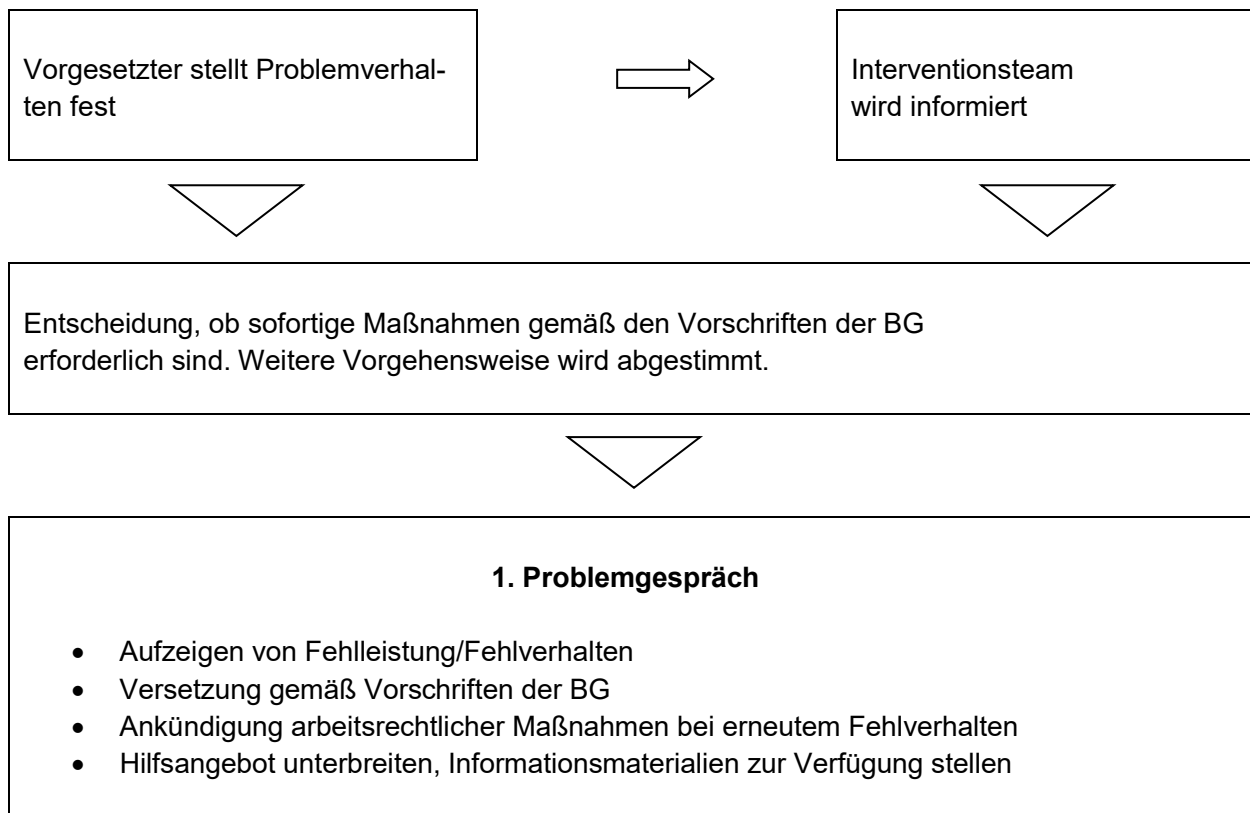 Vorgesetzter stellt Problemverhal-
ten fest
Interventionsteam
wird informiert
Entscheidung, ob sofortige Maßnahmen gemäß den Vorschriften der BG
erforderlich sind. Weitere Vorgehensweise wird abgestimmt.
1. Problemgespräch
• Aufzeigen von Fehlleistung/Fehlverhalten
• Versetzung gemäß Vorschriften der BG
• Ankündigung arbeitsrechtlicher Maßnahmen bei erneutem Fehlverhalten
• Hilfsangebot unterbreiten, Informationsmaterialien zur Verfügung stellen